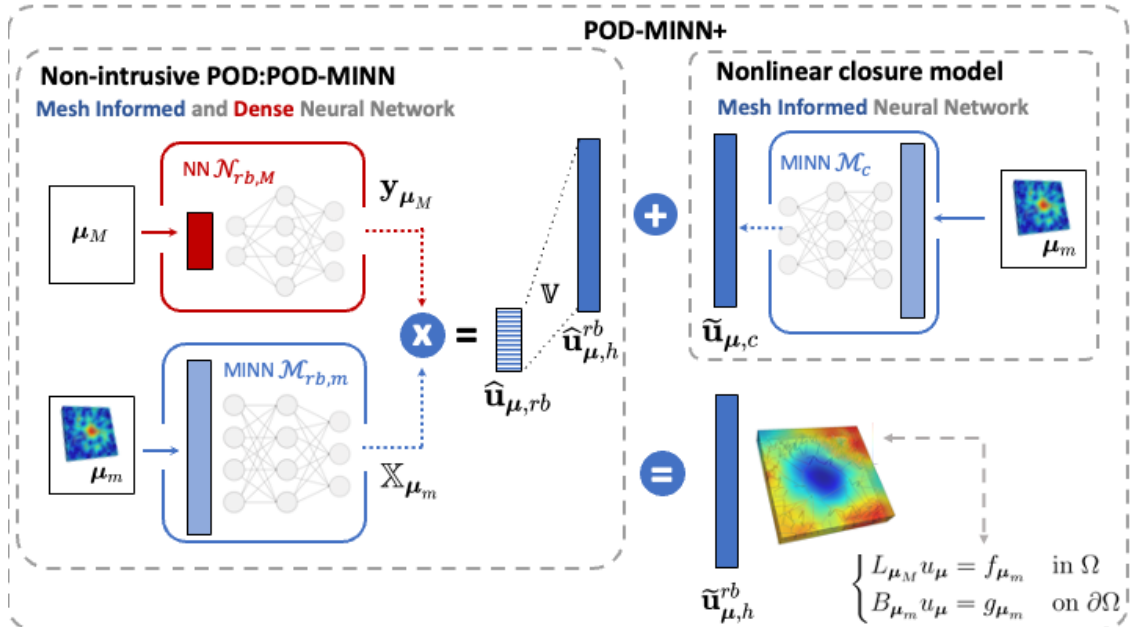 POD-MINN+
Non-intrusive POD:POD-MINN
Mesh Informed and Dense Neural Network
NN 𝒩_{rb,M}
μ_M
y_{μ_M}
X
=
𝕍
û_{μ,rb}
û^{rb}_{μ,h}
MINN ℳ_{rb,m}
μ_m
𝕏_{μ_m}
+
Nonlinear closure model
Mesh Informed Neural Network
MINN ℳ_c
μ_m
ũ_{μ,c}
=
ũ^{rb}_{μ,h}
L_{μ_M} u_μ = f_{μ_m} in Ω
B_{μ_m} u_μ = g_{μ_m} on ∂Ω